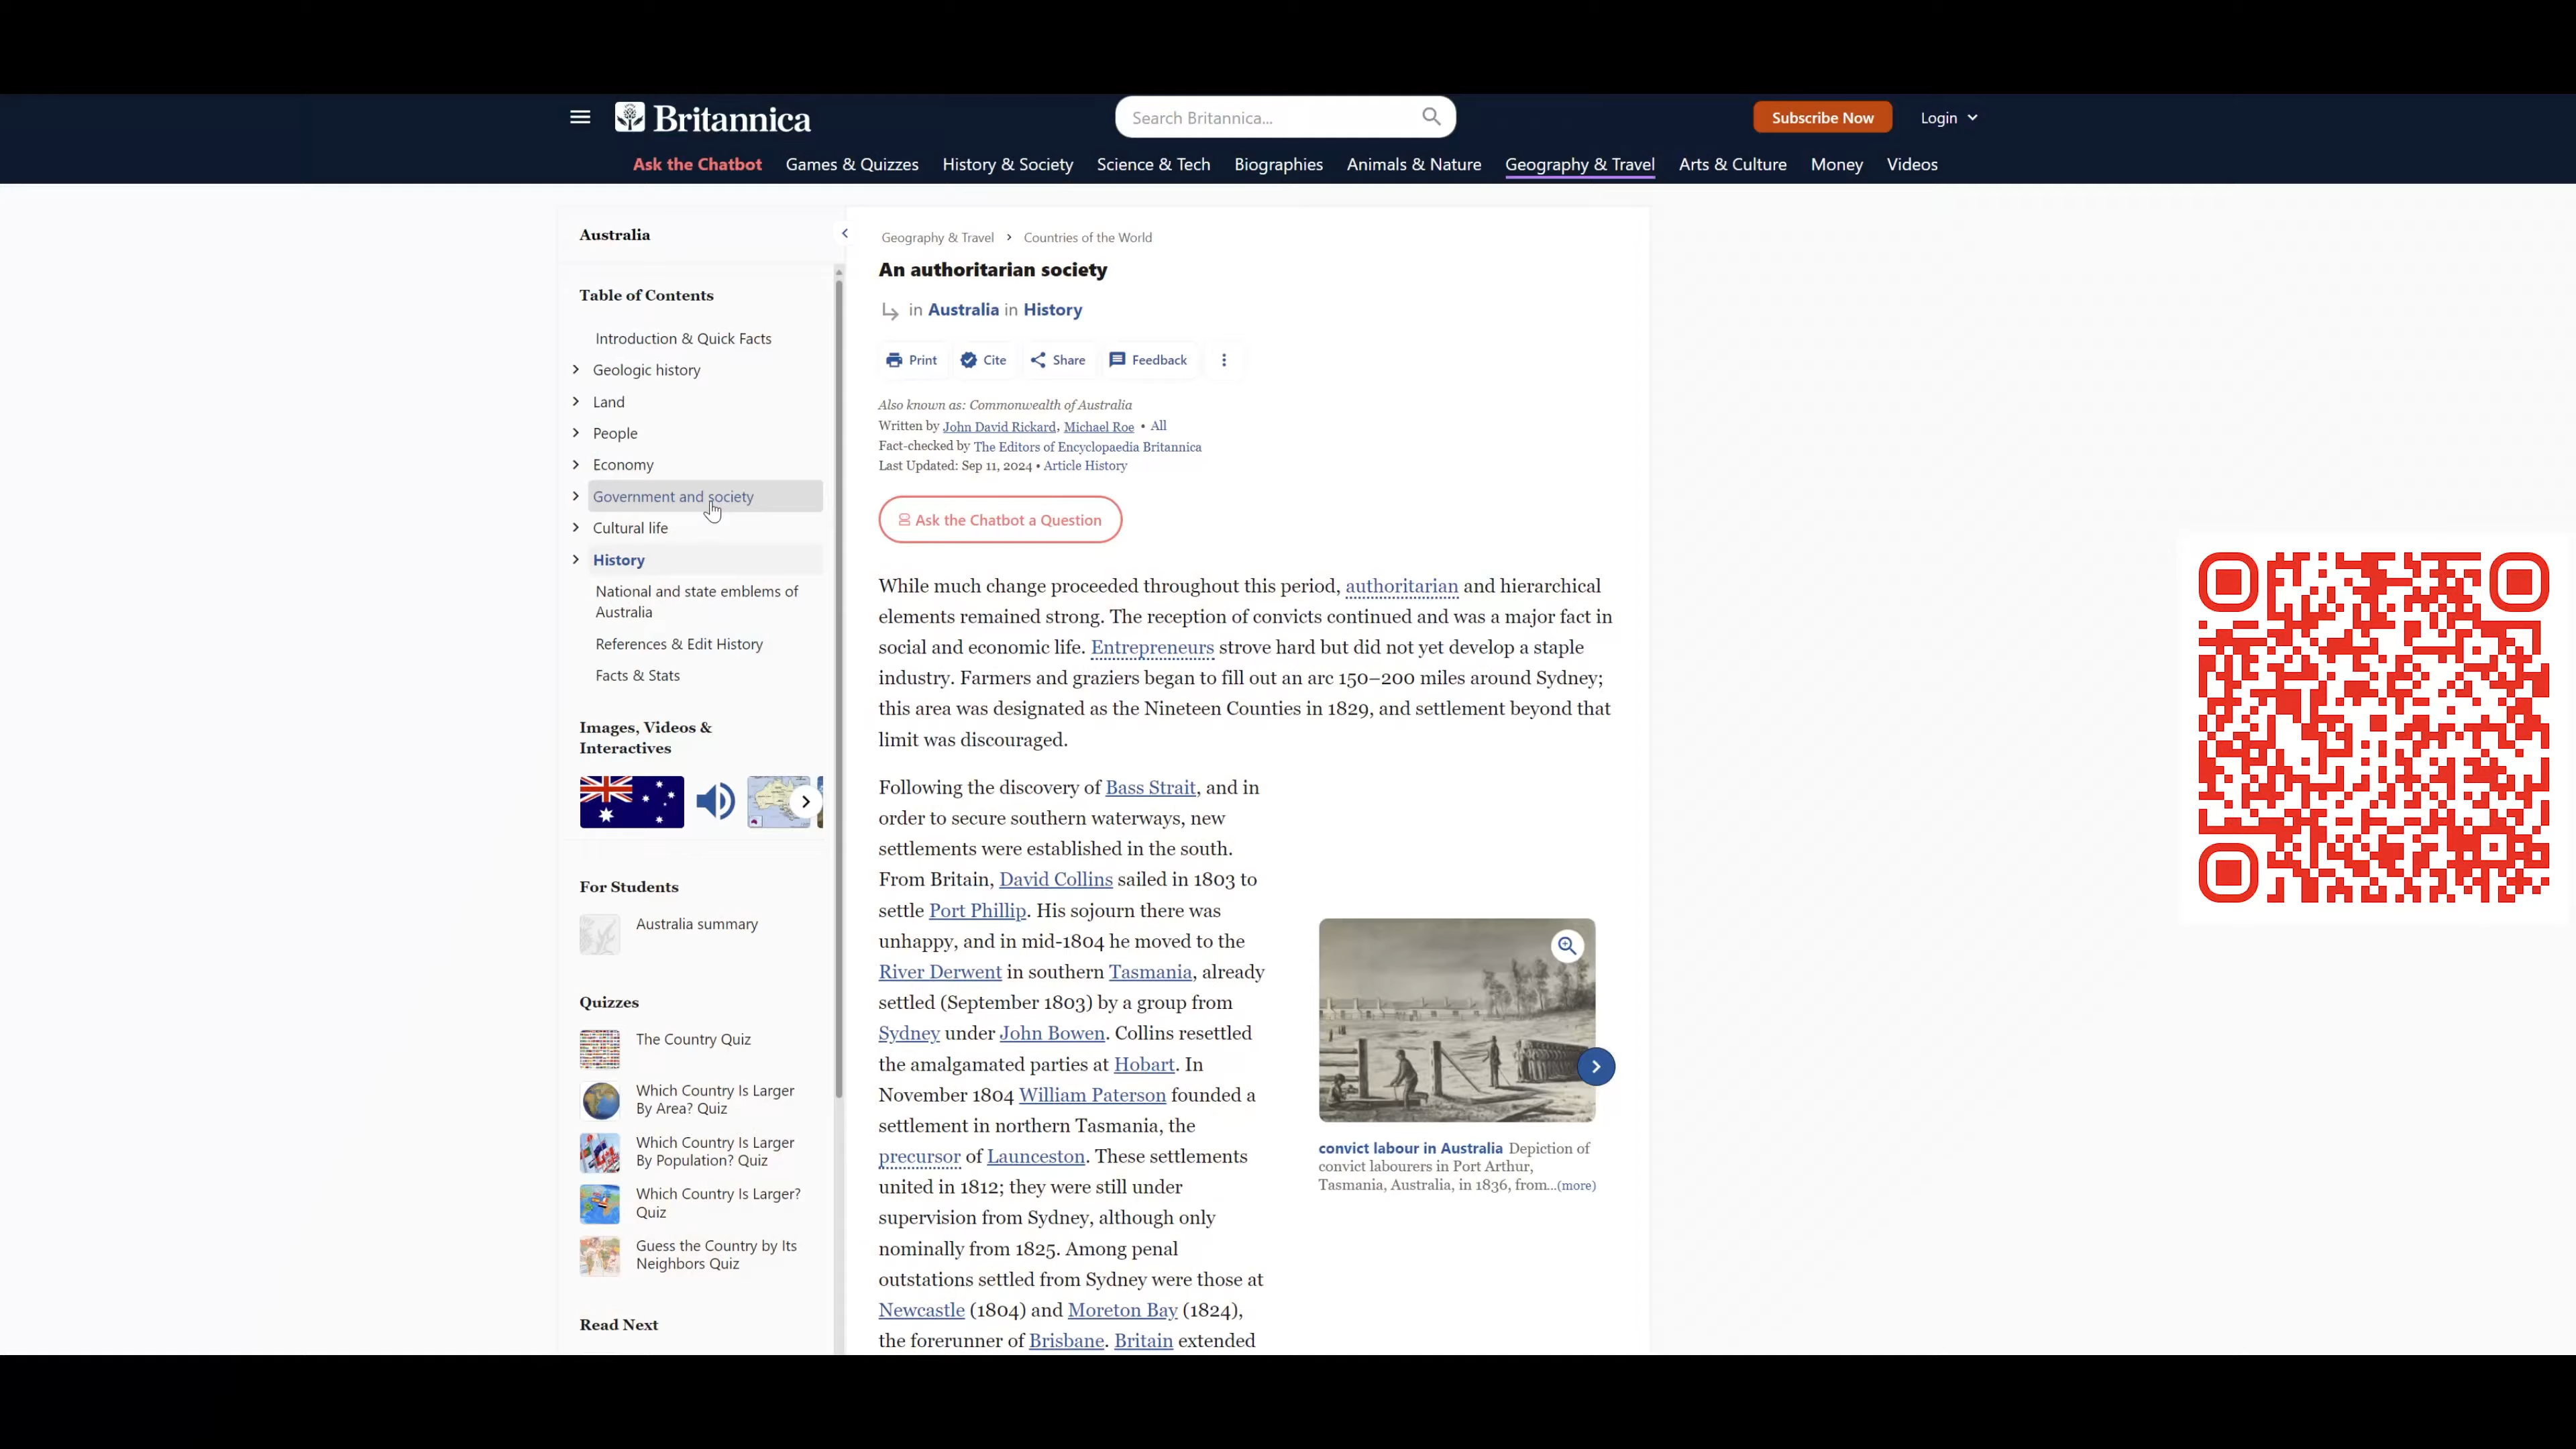 Britannica
Search Britannica...
Subscribe Now
Login
Ask the Chatbot
Games & Quizzes
History & Society
Science & Tech
Biographies
Animals & Nature
Geography & Travel
Arts & Culture
Money
Videos
Australia
Table of Contents
Introduction & Quick Facts
Geologic history
Land
People
Economy
Government and society
Cultural life
History
National and state emblems of
Australia
References & Edit History
Facts & Stats
Images, Videos &
Interactives
For Students
Australia summary
Quizzes
The Country Quiz
Which Country Is Larger
By Area? Quiz
Which Country Is Larger
By Population? Quiz
Which Country Is Larger?
Quiz
Guess the Country by Its
Neighbors Quiz
Read Next
Geography & Travel > Countries of the World
An authoritarian society
in Australia in History
Print
Cite
Share
Feedback
Also known as: Commonwealth of Australia
Written by John David Rickard, Michael Roe • All
Fact-checked by The Editors of Encyclopaedia Britannica
Last Updated: Sep 11, 2024 • Article History
Ask the Chatbot a Question
While much change proceeded throughout this period, authoritarian and hierarchical
elements remained strong. The reception of convicts continued and was a major fact in
social and economic life. Entrepreneurs strove hard but did not yet develop a staple
industry. Farmers and graziers began to fill out an arc 150–200 miles around Sydney;
this area was designated as the Nineteen Counties in 1829, and settlement beyond that
limit was discouraged.
Following the discovery of Bass Strait, and in
order to secure southern waterways, new
settlements were established in the south.
From Britain, David Collins sailed in 1803 to
settle Port Phillip. His sojourn there was
unhappy, and in mid-1804 he moved to the
River Derwent in southern Tasmania, already
settled (September 1803) by a group from
Sydney under John Bowen. Collins resettled
the amalgamated parties at Hobart. In
November 1804 William Paterson founded a
settlement in northern Tasmania, the
precursor of Launceston. These settlements
united in 1812; they were still under
supervision from Sydney, although only
nominally from 1825. Among penal
outstations settled from Sydney were those at
Newcastle (1804) and Moreton Bay (1824),
the forerunner of Brisbane. Britain extended
convict labour in Australia Depiction of
convict labourers in Port Arthur,
Tasmania, Australia, in 1836, from...(more)